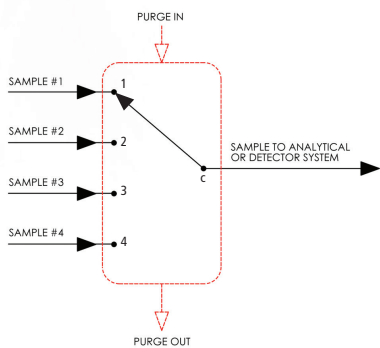 PURGE IN
SAMPLE #1
1
SAMPLE #2
2
SAMPLE TO ANALYTICAL
OR DETECTOR SYSTEM
c
SAMPLE #3
3
SAMPLE #4
4
PURGE OUT